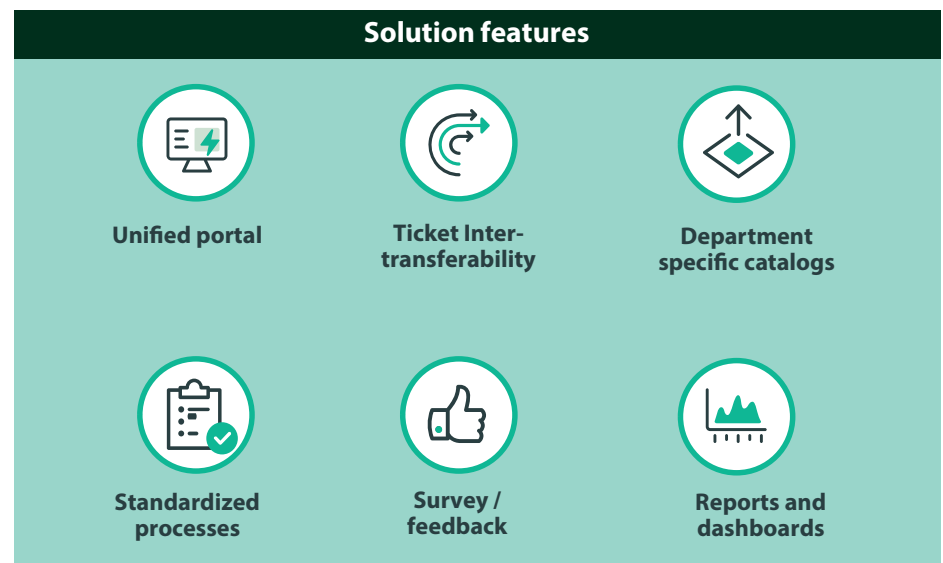 Solution features
Unified portal
Ticket Inter-
transferability
Department
specific catalogs
Standardized
processes
Survey /
feedback
Reports and
dashboards